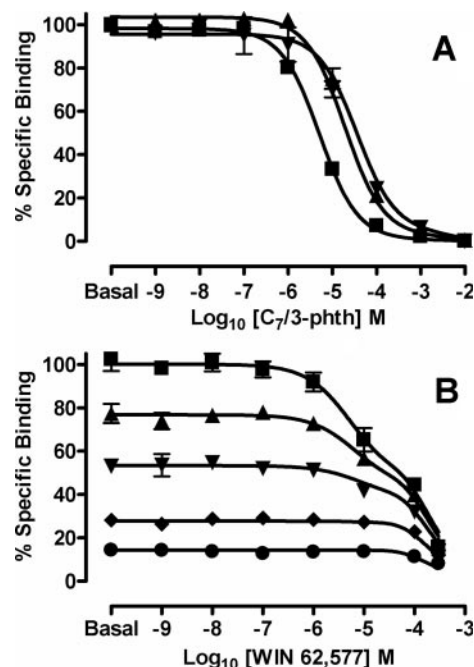 A
100
80
60
40
20
0
% Specific Binding
Basal -9 -8 -7 -6 -5 -4 -3 -2
Log10 [C7/3-phth] M
B
100
80
60
40
20
0
% Specific Binding
Basal -9 -8 -7 -6 -5 -4 -3
Log10 [WIN 62,577] M